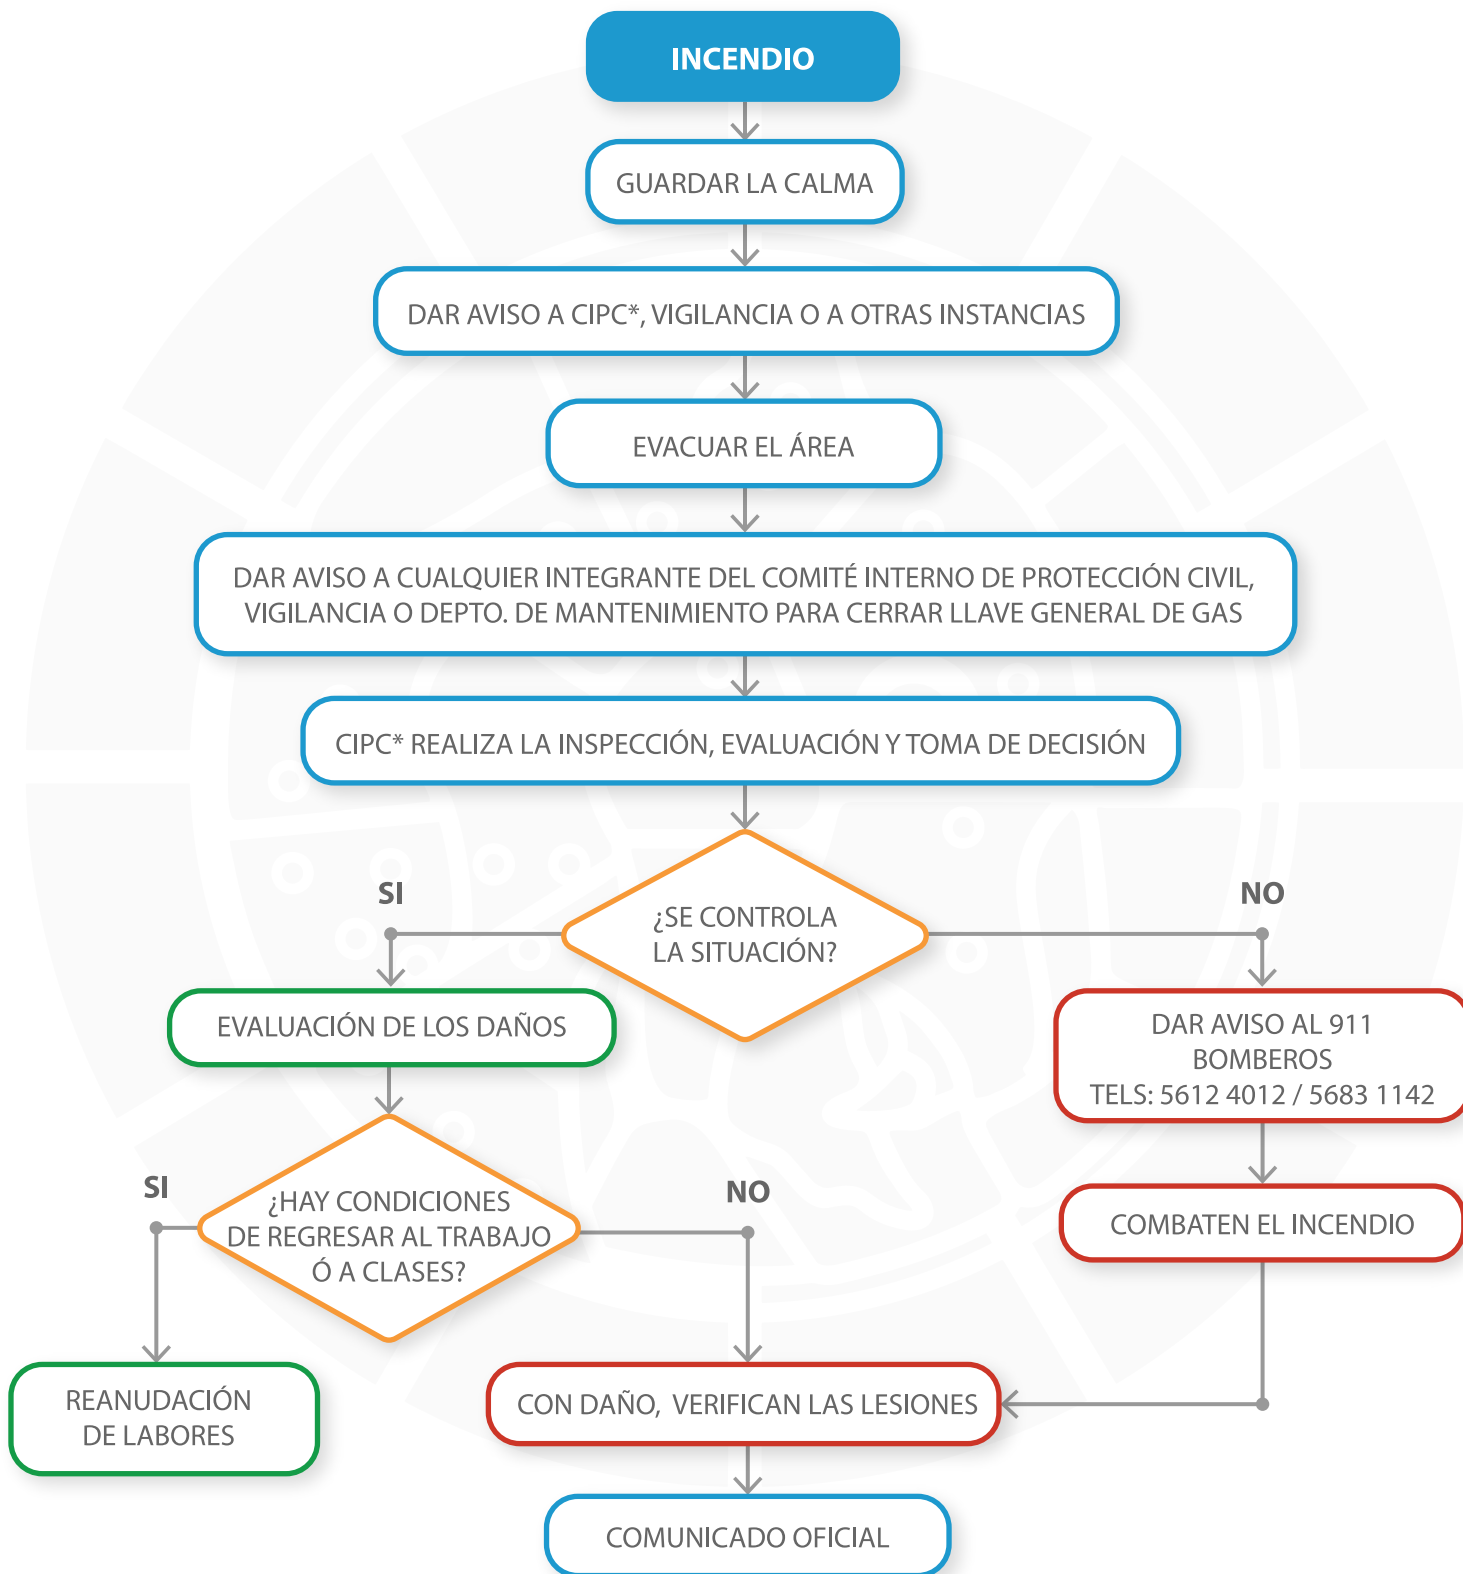 INCENDIO
GUARDAR LA CALMA
DAR AVISO A CIPC*, VIGILANCIA O A OTRAS INSTANCIAS
EVACUAR EL ÁREA
DAR AVISO A CUALQUIER INTEGRANTE DEL COMITÉ INTERNO DE PROTECCIÓN CIVIL,
VIGILANCIA O DEPTO. DE MANTENIMIENTO PARA CERRAR LLAVE GENERAL DE GAS
CIPC* REALIZA LA INSPECCIÓN, EVALUACIÓN Y TOMA DE DECISIÓN
¿SE CONTROLA
LA SITUACIÓN?
SI
NO
EVALUACIÓN DE LOS DAÑOS
DAR AVISO AL 911
BOMBEROS
TELS: 5612 4012 / 5683 1142
¿HAY CONDICIONES
DE REGRESAR AL TRABAJO
Ó A CLASES?
SI
NO
COMBATEN EL INCENDIO
REANUDACIÓN
DE LABORES
CON DAÑO, VERIFICAN LAS LESIONES
COMUNICADO OFICIAL